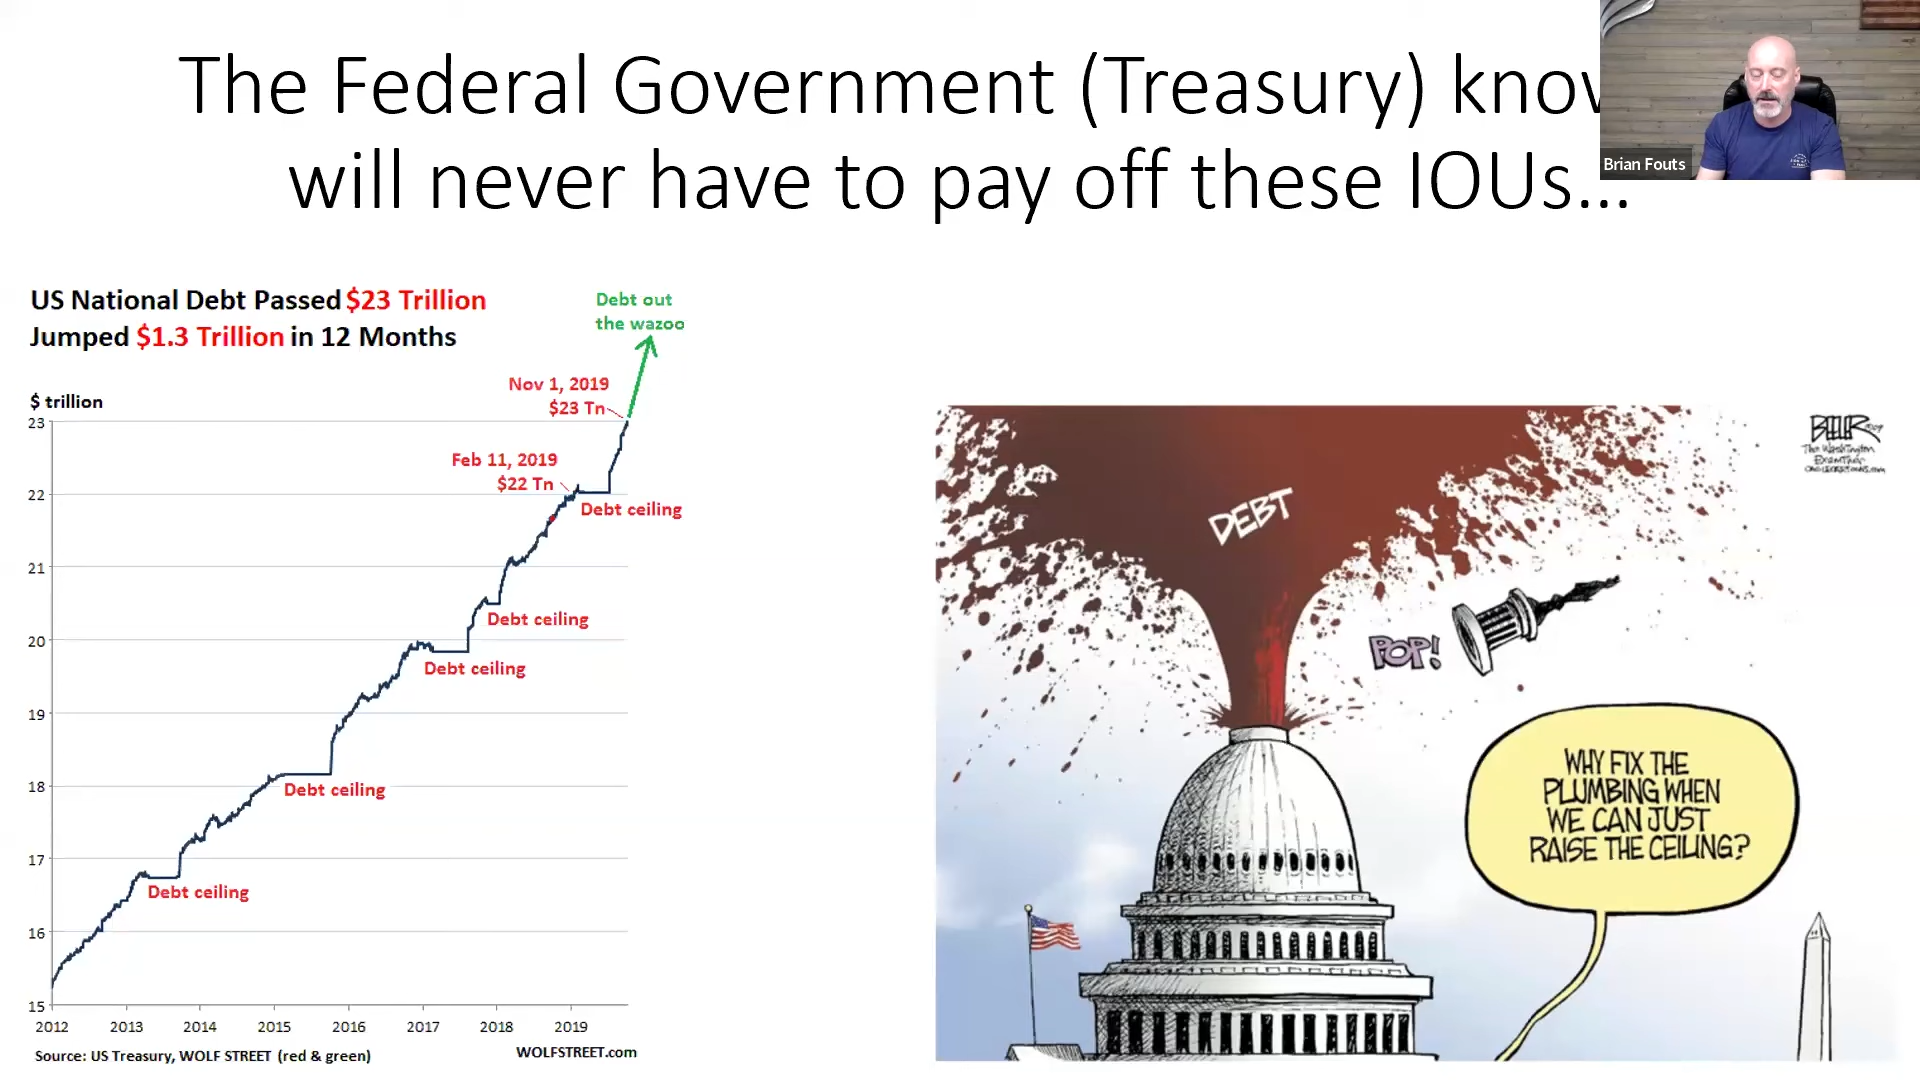 The Federal Government (Treasury) know
will never have to pay off these IOUs...
Brian Fouts
US National Debt Passed $23 Trillion
Jumped $1.3 Trillion in 12 Months
Debt out
the wazoo
Nov 1, 2019
$23 Tn
Feb 11, 2019
$22 Tn
$ trillion
23
22
21
20
19
18
17
16
15
Debt ceiling
Debt ceiling
Debt ceiling
Debt ceiling
Debt ceiling
2012 2013 2014 2015 2016 2017 2018 2019
Source: US Treasury, WOLF STREET (red & green)
WOLFSTREET.com
DEBT
POP!
BEELER
The Washington
Examiner
WHY FIX THE
PLUMBING WHEN
WE CAN JUST
RAISE THE CEILING?